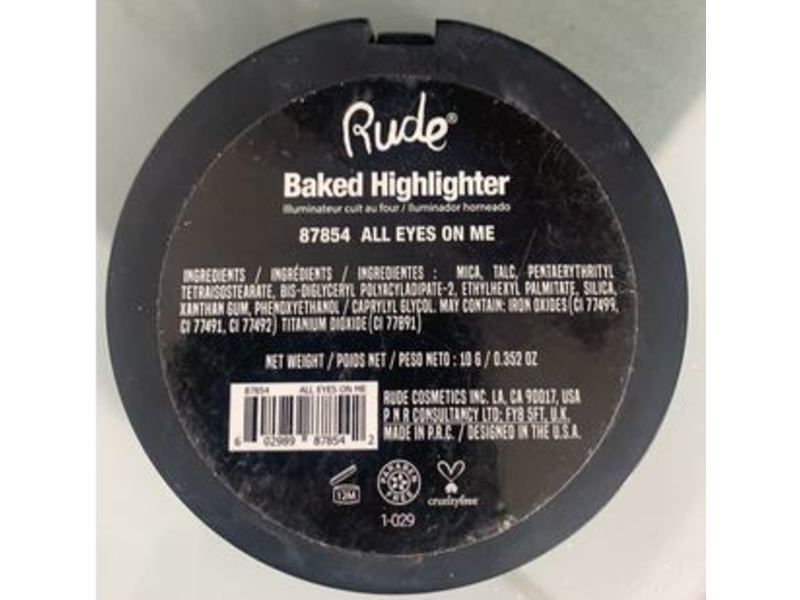 Rude®
Baked Highlighter
Illuminateur cuit au four / Iluminador horneado
87854 ALL EYES ON ME
INGREDIENTS / INGRÉDIENTS / INGREDIENTES : MICA, TALC, PENTAERYTHRITYL
TETRAISOSTEARATE, BIS-DIGLYCERYL POLYACYLADIPATE-2, ETHYLHEXYL PALMITATE, SILICA,
XANTHAN GUM, PHENOXYETHANOL / CAPRYLYL GLYCOL. MAY CONTAIN: IRON OXIDES (CI 77499,
CI 77491, CI 77492) TITANIUM DIOXIDE (CI 77891)
NET WEIGHT / POIDS NET / PESO NETO : 10 G / 0.352 OZ
87854 ALL EYES ON ME
6 02989 87854 2
RUDE COSMETICS INC. LA, CA 90017, USA
P N R CONSULTANCY LTD; FY8 5FT. U.K.
MADE IN P.R.C. / DESIGNED IN THE U.S.A.
12M
PARABEN FREE
crueltyfree
1-029